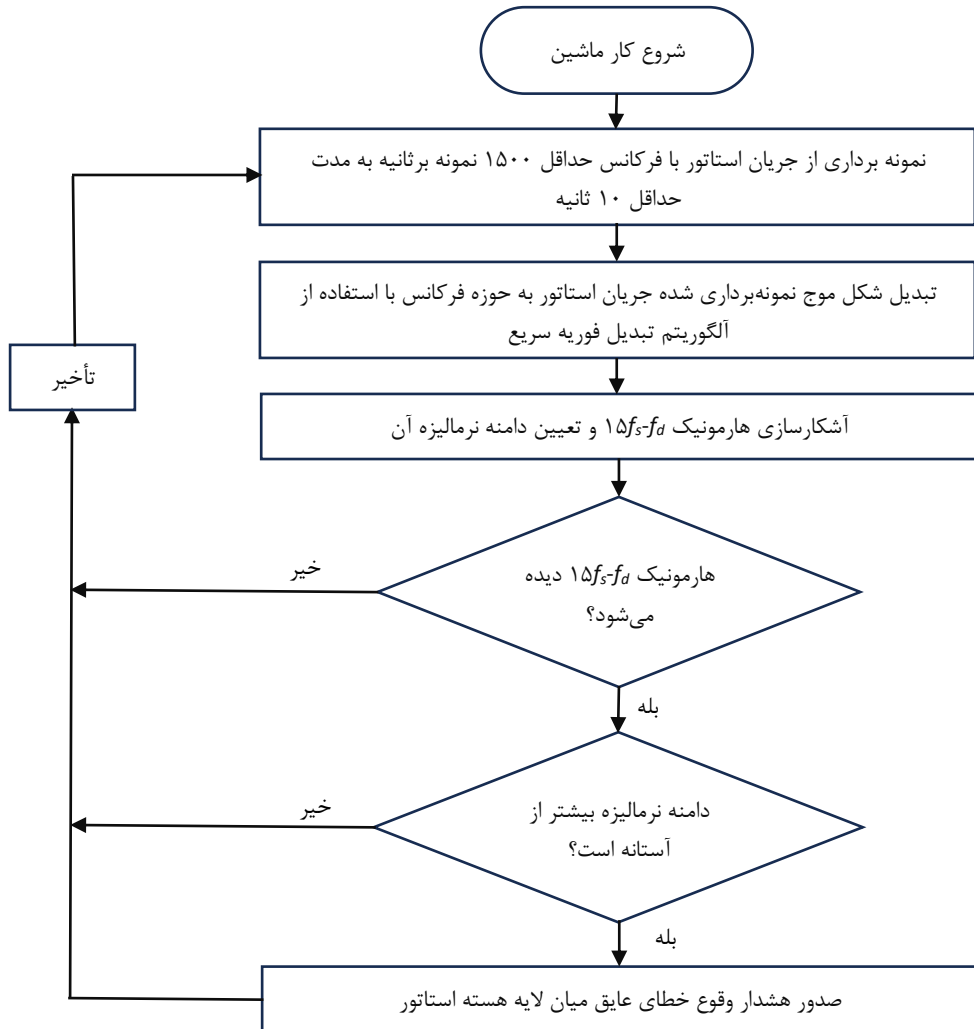 شروع کار ماشین
نمونه برداری از جریان استاتور با فرکانس حداقل ۱۵۰۰ نمونه برثانیه به مدت
حداقل ۱۰ ثانیه
تبدیل شکل موج نمونه‌برداری شده جریان استاتور به حوزه فرکانس با استفاده از
آلگوریتم تبدیل فوریه سریع
تأخیر
آشکارسازی هارمونیک ۱۵fs-fd و تعیین دامنه نرمالیزه آن
هارمونیک ۱۵fs-fd دیده
می‌شود؟
خیر
بله
دامنه نرمالیزه بیشتر از
آستانه است؟
خیر
بله
صدور هشدار وقوع خطای عایق میان لایه هسته استاتور